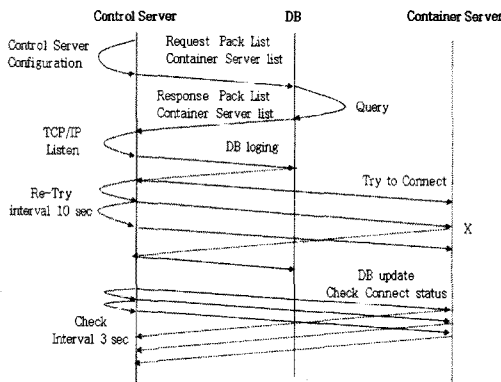 Control Server
DB
Container Server
Control Server
Configuration
Request Pack List
Container Server list
Response Pack List
Container Server list
Query
TCP/IP
Listen
DB loging
Try to Connect
Re-Try
interval 10 sec
X
DB update
Check Connect status
Check
Interval 3 sec